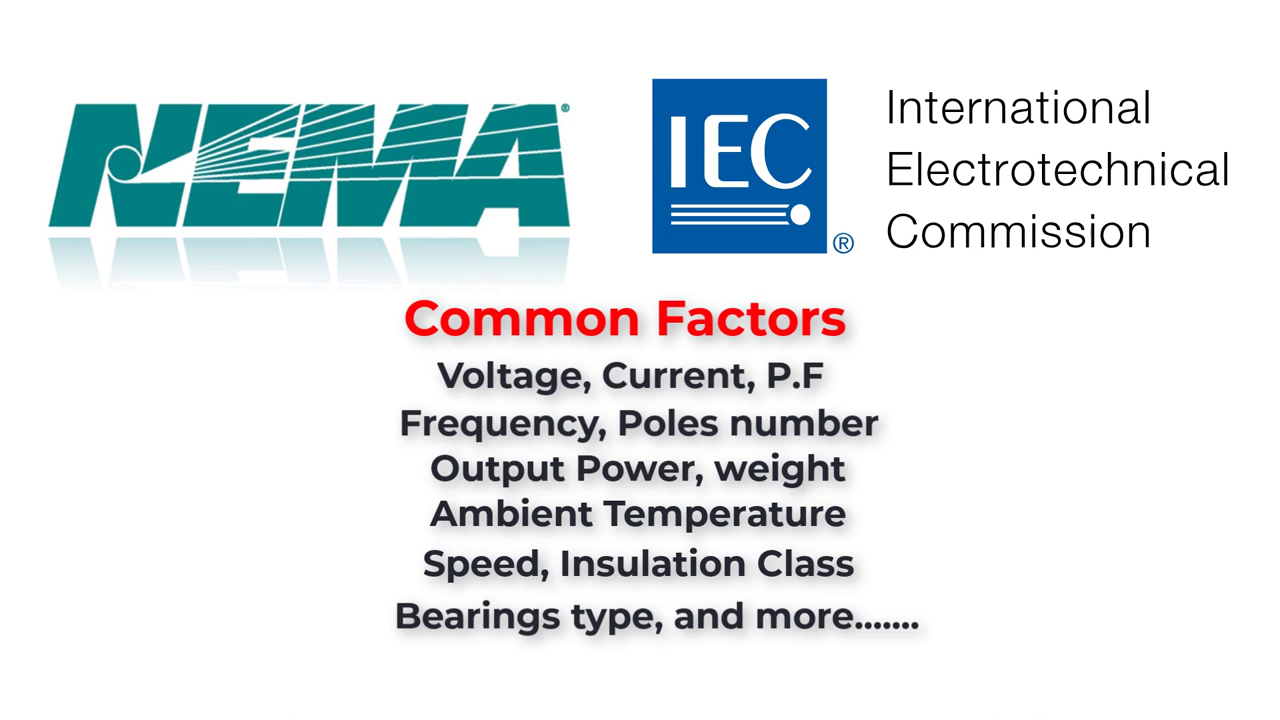 NEMA®
IEC®
International
Electrotechnical
Commission
Common Factors
Voltage, Current, P.F
Frequency, Poles number
Output Power, weight
Ambient Temperature
Speed, Insulation Class
Bearings type, and more.......